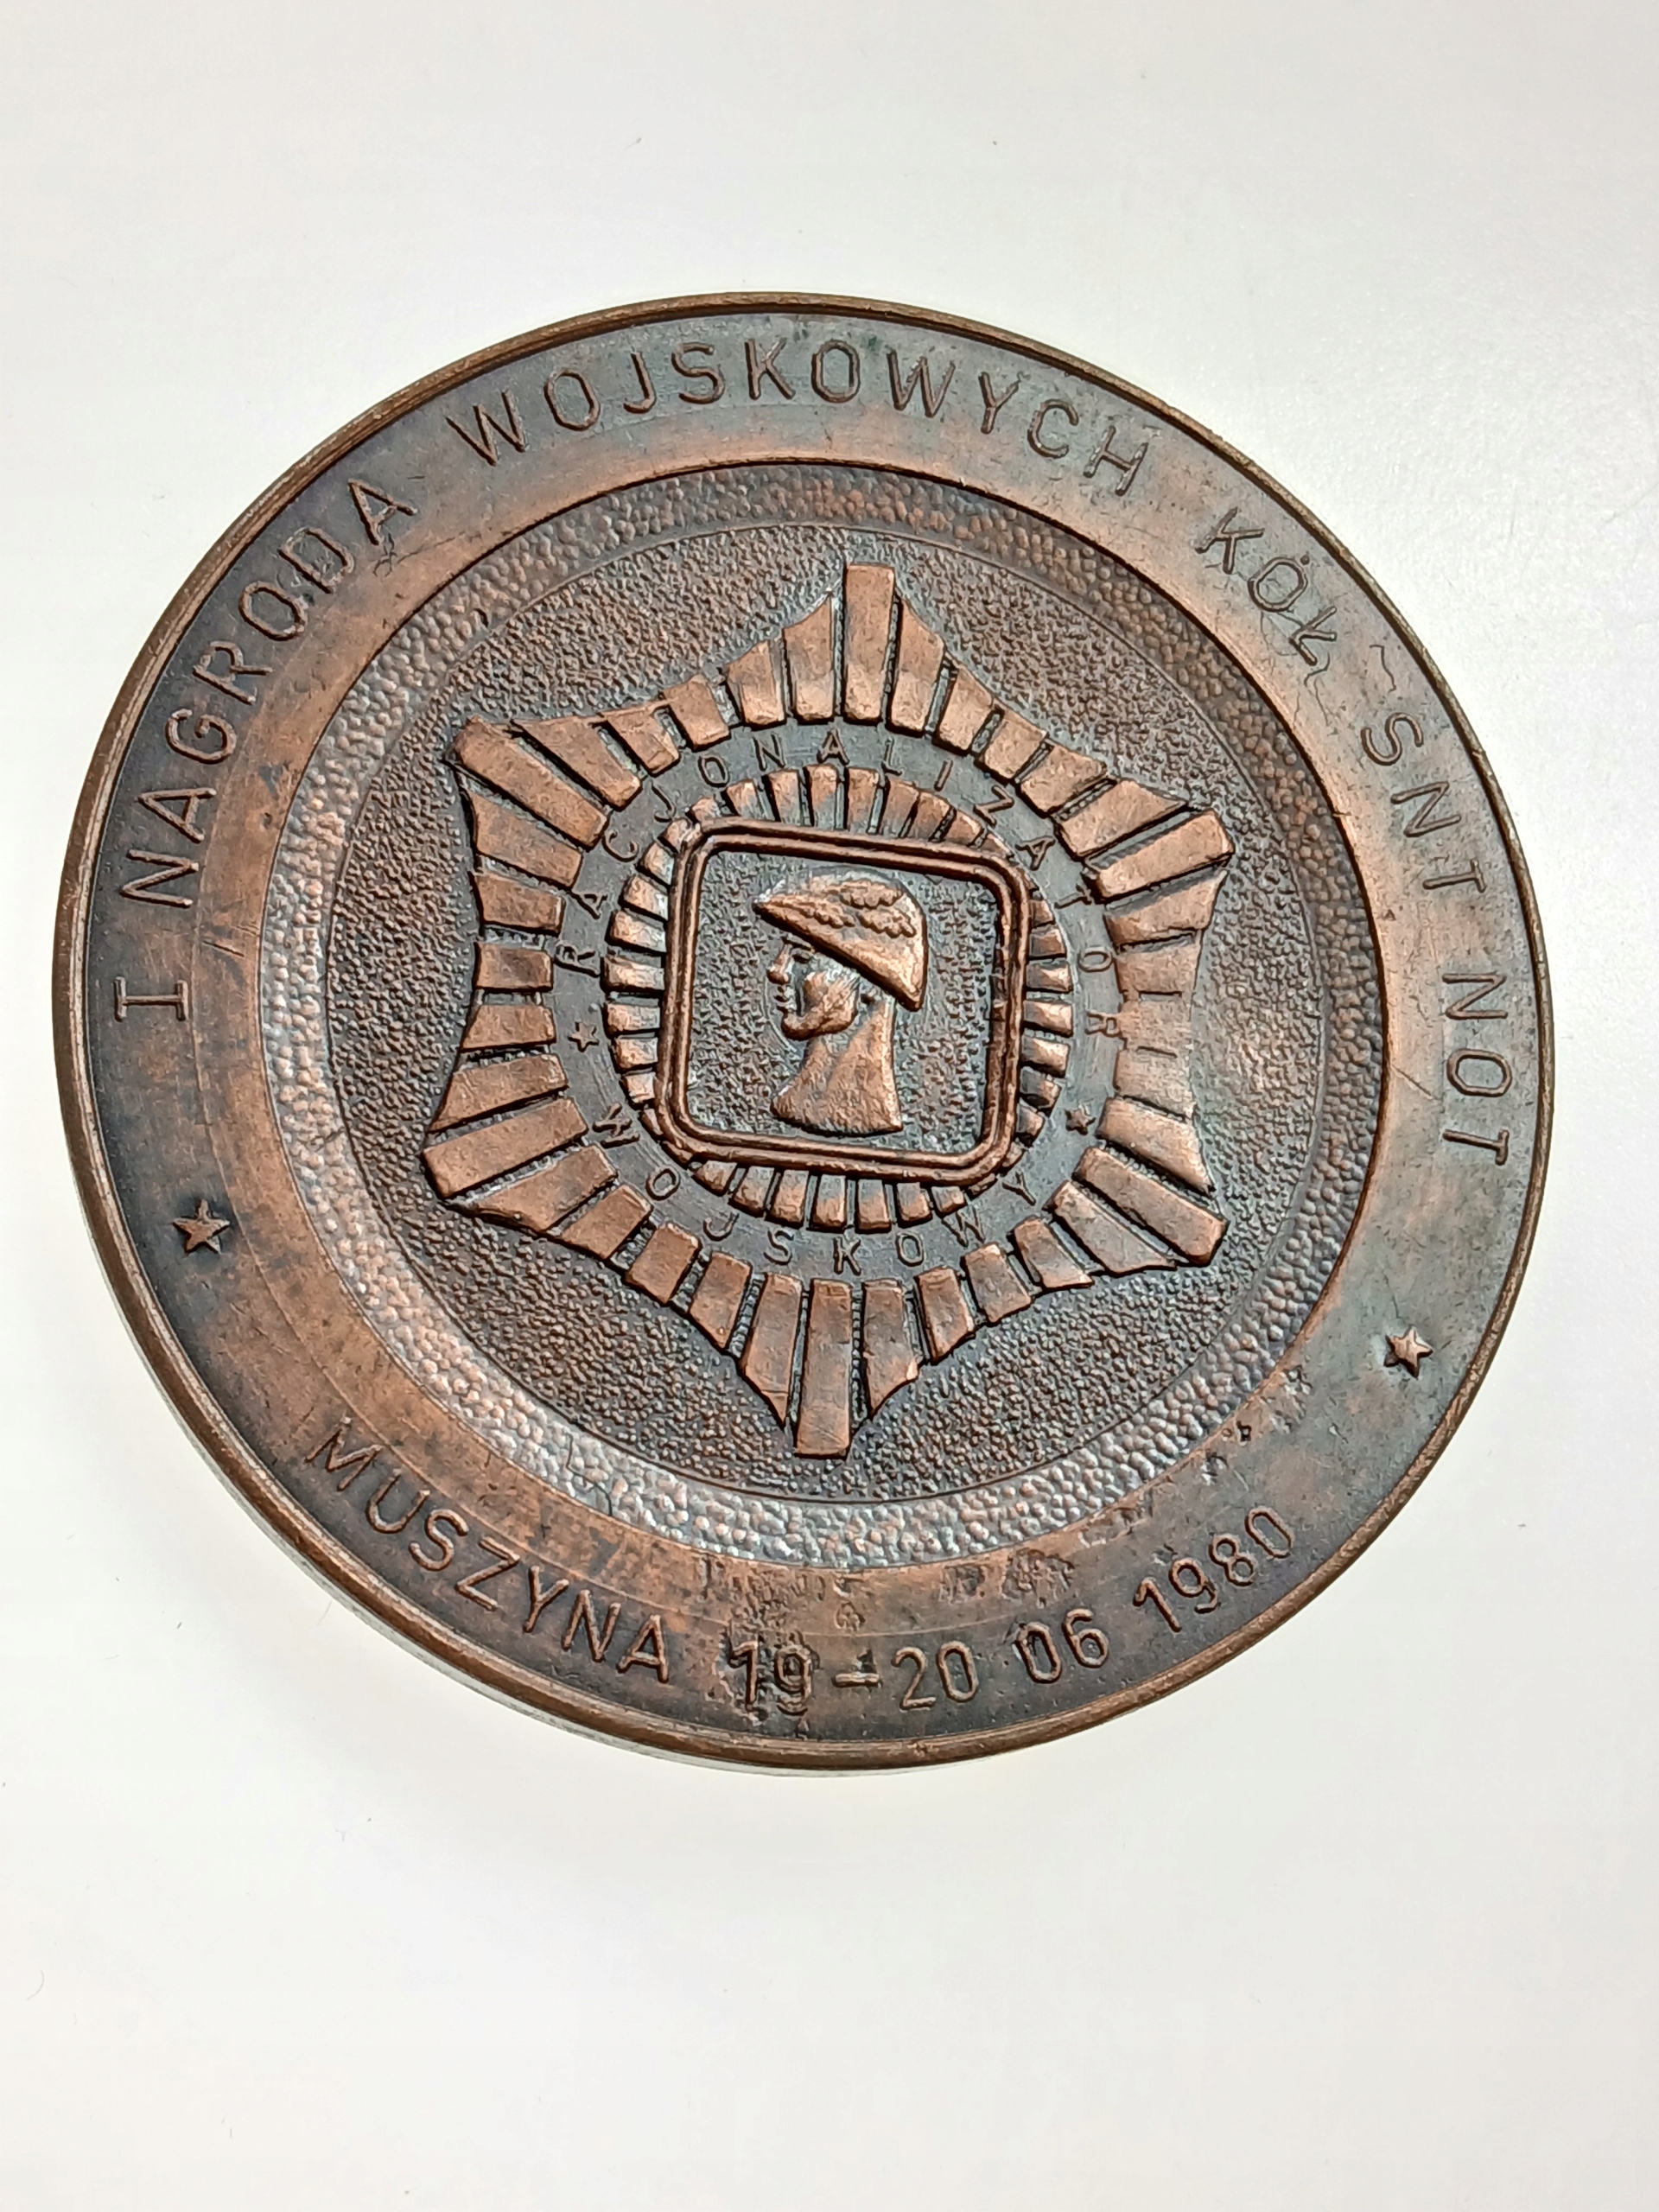 I NAGRODA WOJSKOWYCH KÓŁ SNT NOT
MUSZYNA 19-20 06 1980
RACJONALIZATOR
WOJSKOWY